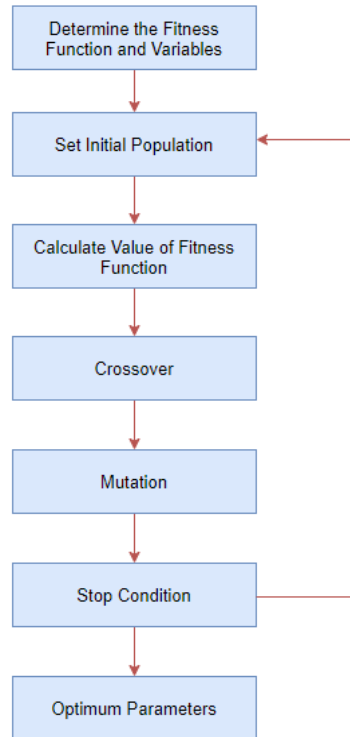 Determine the Fitness
Function and Variables
Set Initial Population
Calculate Value of Fitness
Function
Crossover
Mutation
Stop Condition
Optimum Parameters